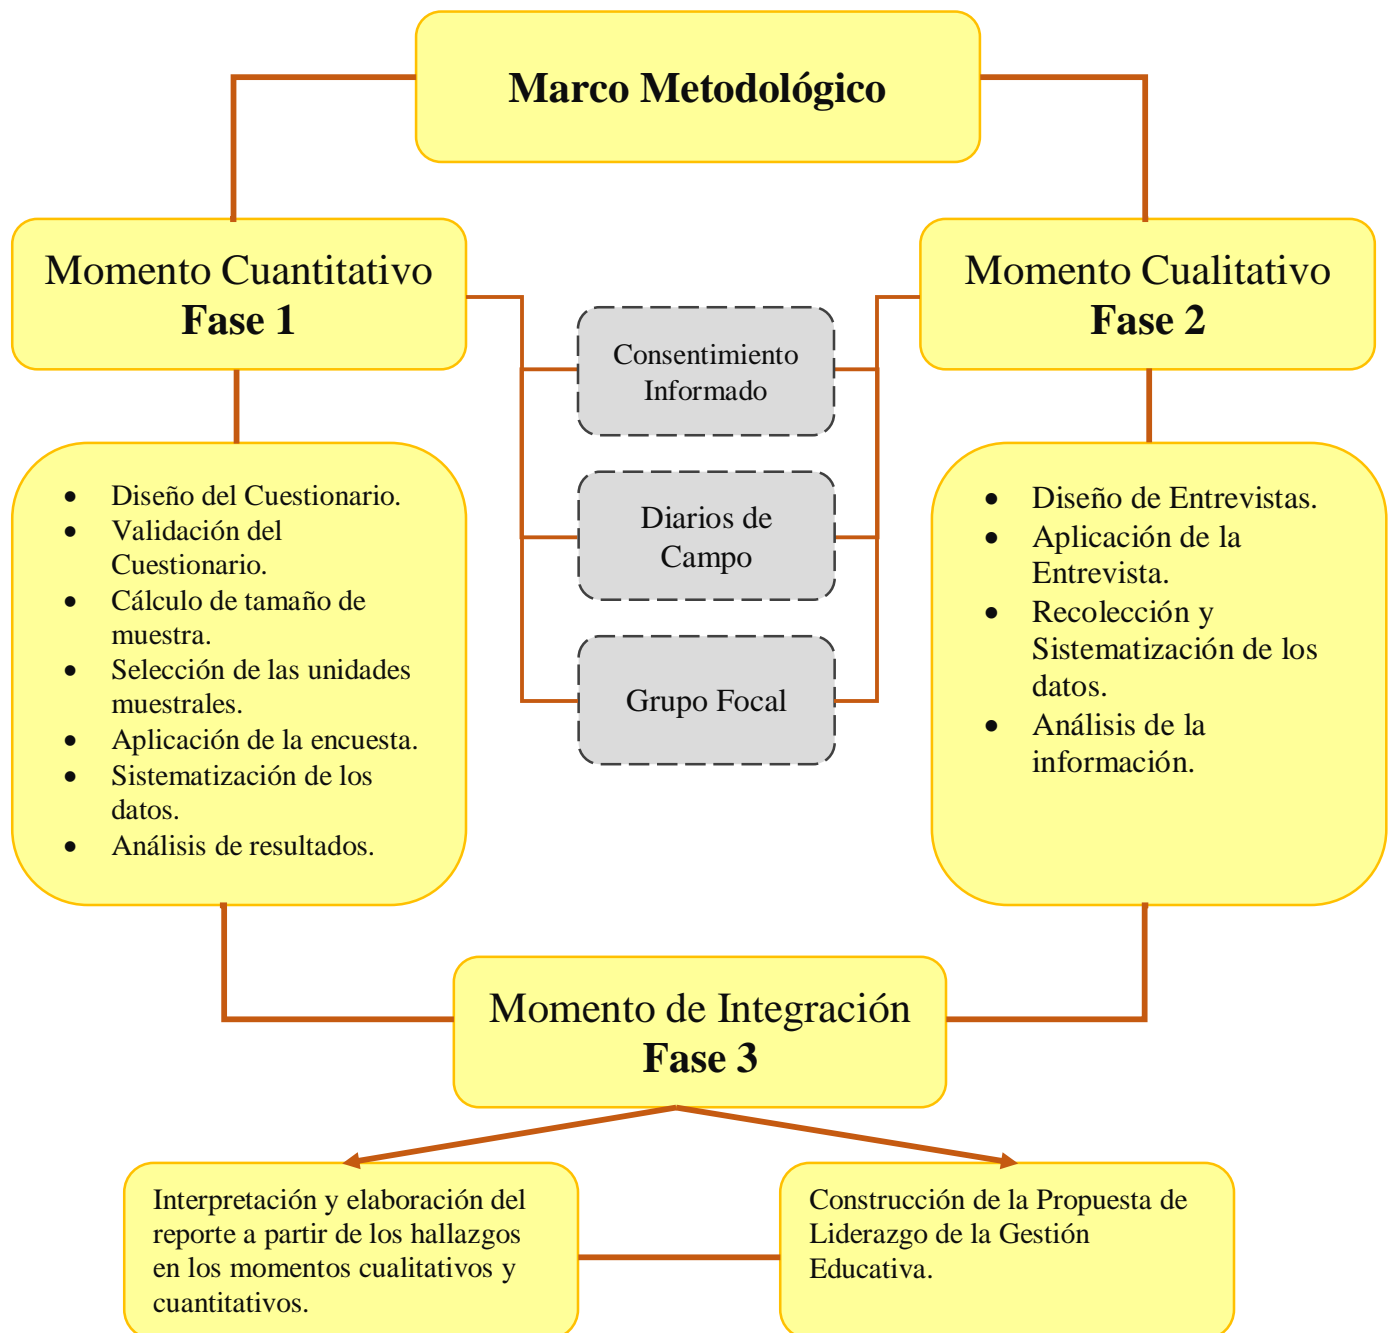 Marco Metodológico
Momento Cuantitativo
Fase 1
Momento Cualitativo
Fase 2
Consentimiento
Informado
Diarios de
Campo
Grupo Focal
• Diseño del Cuestionario.
• Validación del
Cuestionario.
• Cálculo de tamaño de
muestra.
• Selección de las unidades
muestrales.
• Aplicación de la encuesta.
• Sistematización de los
datos.
• Análisis de resultados.
• Diseño de Entrevistas.
• Aplicación de la
Entrevista.
• Recolección y
Sistematización de los
datos.
• Análisis de la
información.
Momento de Integración
Fase 3
Interpretación y elaboración del
reporte a partir de los hallazgos
en los momentos cualitativos y
cuantitativos.
Construcción de la Propuesta de
Liderazgo de la Gestión
Educativa.